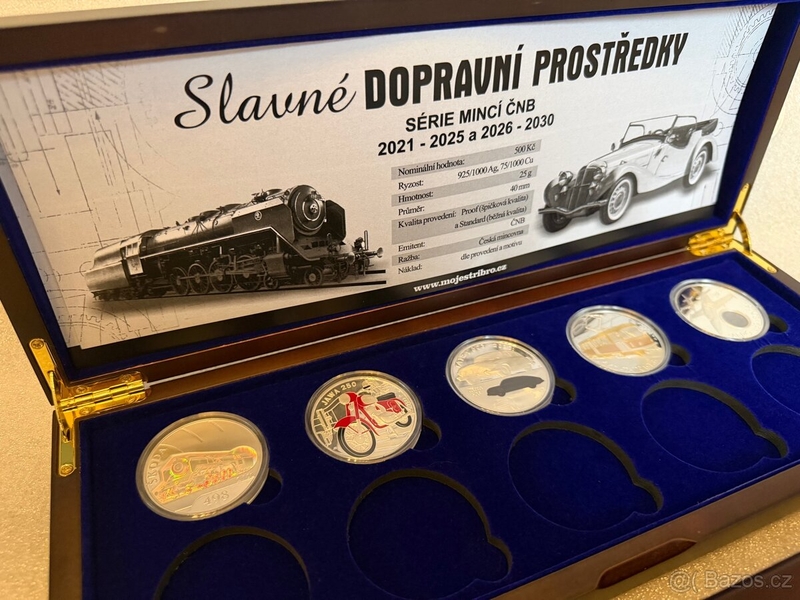 Slavné DOPRAVNÍ PROSTŘEDKY
SÉRIE MINCÍ ČNB
2021 - 2025 a 2026 - 2030
Nominální hodnota: 500 Kč
Ryzost: 925/1000 Ag, 75/1000 Cu
Hmotnost: 25 g
Průměr: 40 mm
Kvalita provedení: Proof (špičková kvalita)
a Standard (běžná kvalita)
Emitent: ČNB
Ražba: Česká mincovna
Náklad: dle provedení a motivu
www.mojestribro.cz
JAWA 250
ŠKODA
498
@ Bazos.cz